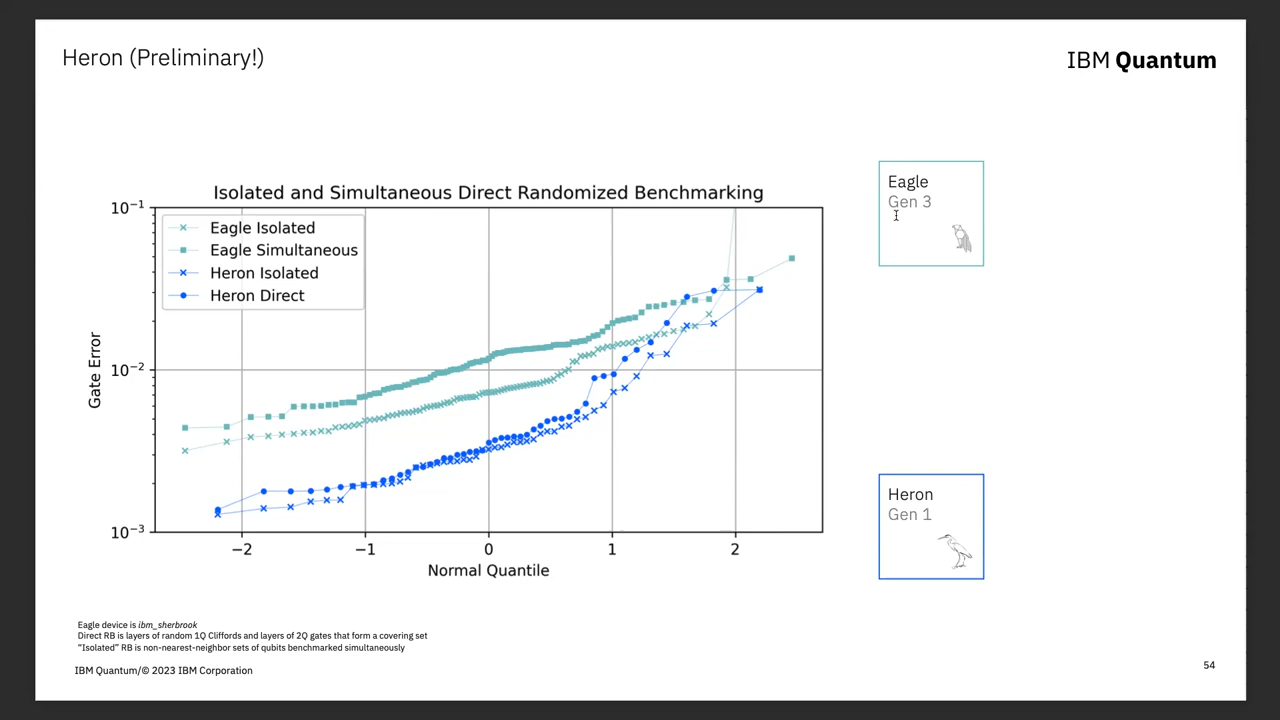 Heron (Preliminary!)
IBM Quantum
Isolated and Simultaneous Direct Randomized Benchmarking
Eagle Isolated
Eagle Simultaneous
Heron Isolated
Heron Direct
10⁻¹
10⁻²
10⁻³
Gate Error
−2 −1 0 1 2
Normal Quantile
Eagle
Gen 3
Heron
Gen 1
Eagle device is ibm_sherbrook
Direct RB is layers of random 1Q Cliffords and layers of 2Q gates that form a covering set
“Isolated” RB is non-nearest-neighbor sets of qubits benchmarked simultaneously
IBM Quantum/© 2023 IBM Corporation
54